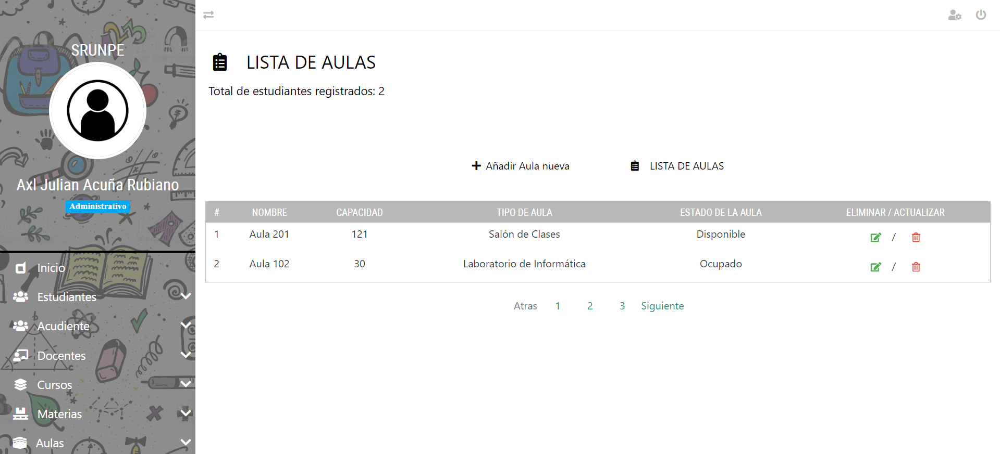 SRUNPE
Axl Julian Acuña Rubiano
Administrativo
Inicio
Estudiantes
Acudiente
Docentes
Cursos
Materias
Aulas
LISTA DE AULAS
Total de estudiantes registrados: 2
Añadir Aula nueva LISTA DE AULAS
# NOMBRE CAPACIDAD TIPO DE AULA ESTADO DE LA AULA ELIMINAR / ACTUALIZAR
1 Aula 201 121 Salón de Clases Disponible /
2 Aula 102 30 Laboratorio de Informática Ocupado /
Atras 1 2 3 Siguiente